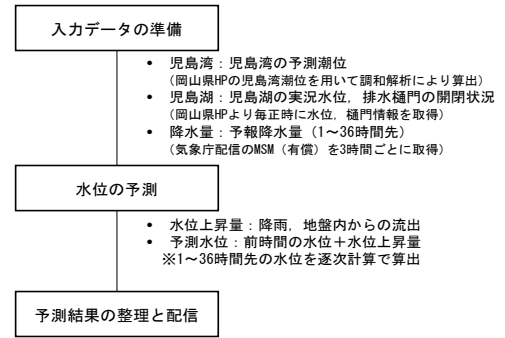 入力データの準備
• 児島湾：児島湾の予測潮位
（岡山県HPの児島湾潮位を用いて調和解析により算出）
• 児島湖：児島湖の実況水位，排水樋門の開閉状況
（岡山県HPより毎正時に水位，樋門情報を取得）
• 降水量：予報降水量（1～36時間先）
（気象庁配信のMSM（有償）を3時間ごとに取得）
水位の予測
• 水位上昇量：降雨，地盤内からの流出
• 予測水位：前時間の水位＋水位上昇量
※1～36時間先の水位を逐次計算で算出
予測結果の整理と配信